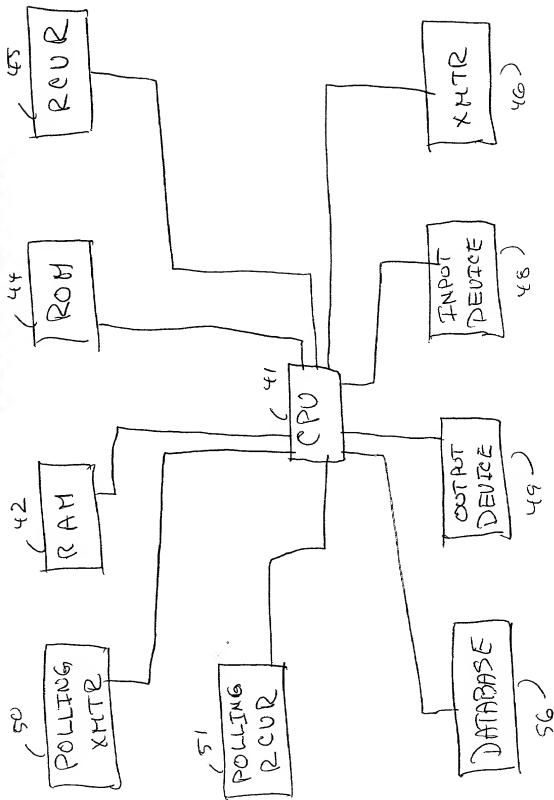 50
POLLING
XMTR
42
RAM
44
ROM
45
RCVR
51
POLLING
RCVR
41
CPU
DATABASE
56
OUTPUT
DEVICE
49
INPUT
DEVICE
48
XMTR
46